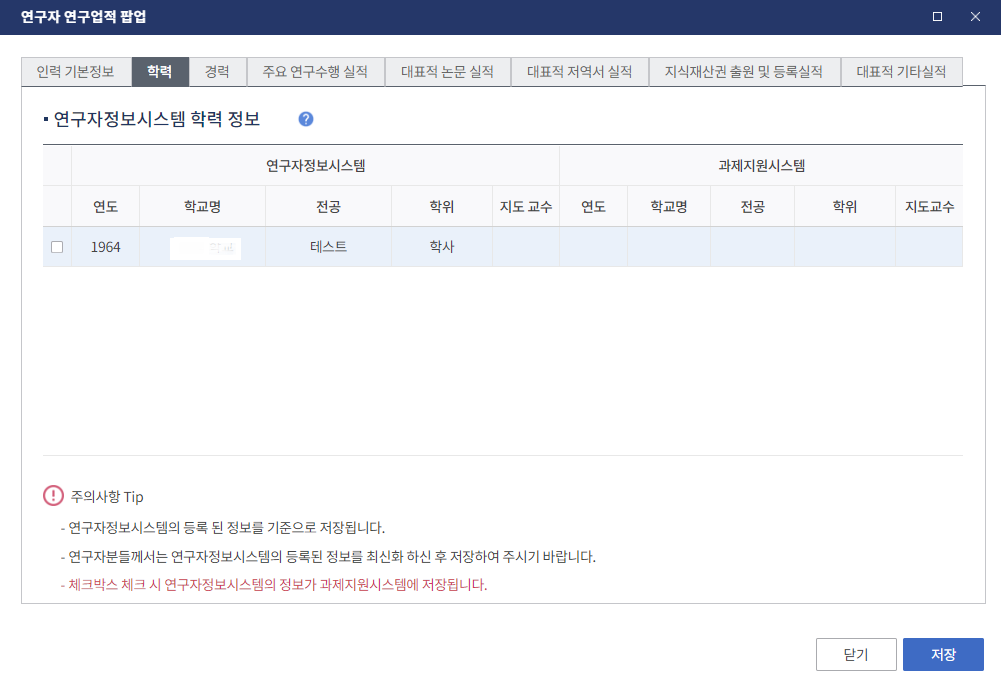 연구자 연구업적 팝업
인력 기본정보 학력 경력 주요 연구수행 실적 대표적 논문 실적 대표적 저역서 실적 지식재산권 출원 및 등록실적 대표적 기타실적
연구자정보시스템 학력 정보 ?
연구자정보시스템 과제지원시스템
연도 학교명 전공 학위 지도 교수 연도 학교명 전공 학위 지도교수
1964 테스트 학사
주의사항 Tip
- 연구자정보시스템의 등록 된 정보를 기준으로 저장됩니다.
- 연구자분들께서는 연구자정보시스템의 등록된 정보를 최신화 하신 후 저장하여 주시기 바랍니다.
- 체크박스 체크 시 연구자정보시스템의 정보가 과제지원시스템에 저장됩니다.
닫기 저장